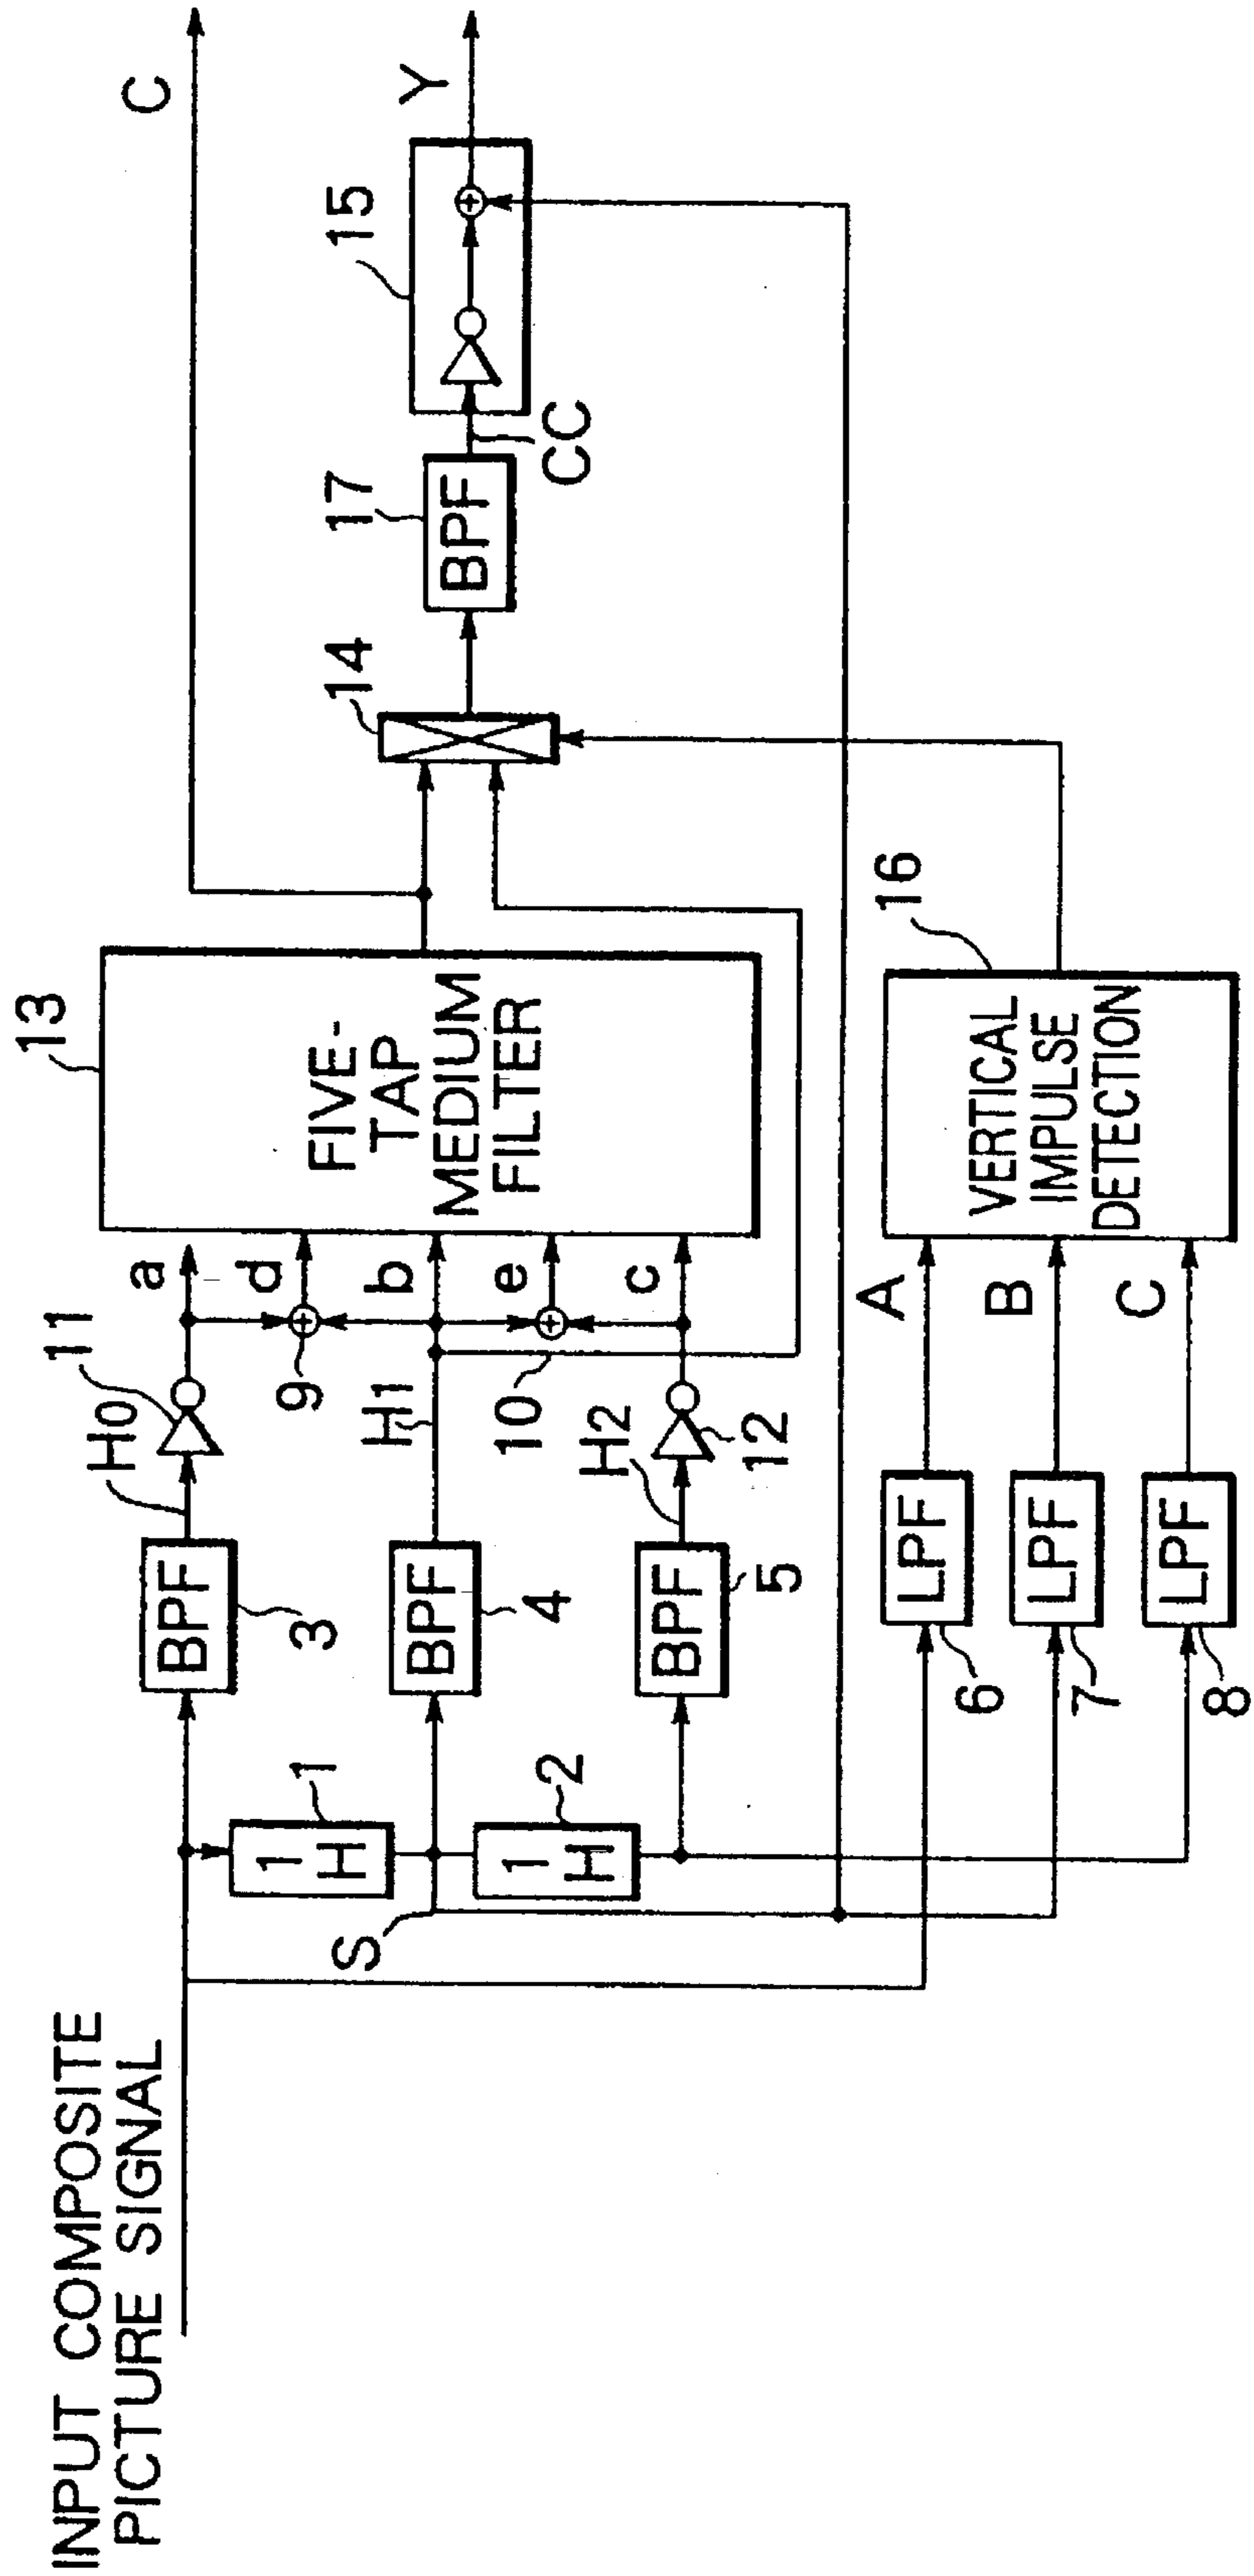 INPUT COMPOSITE
PICTURE SIGNAL
S
1
1
H
2
1
H
BPF
3
BPF
4
BPF
5
H0
11
H1
H2
12
9
10
a
d
b
e
c
13
FIVE-
TAP
MEDIUM
FILTER
14
17
BPF
CC
15
C
Y
LPF
6
LPF
7
LPF
8
A
B
C
16
VERTICAL
IMPULSE
DETECTION